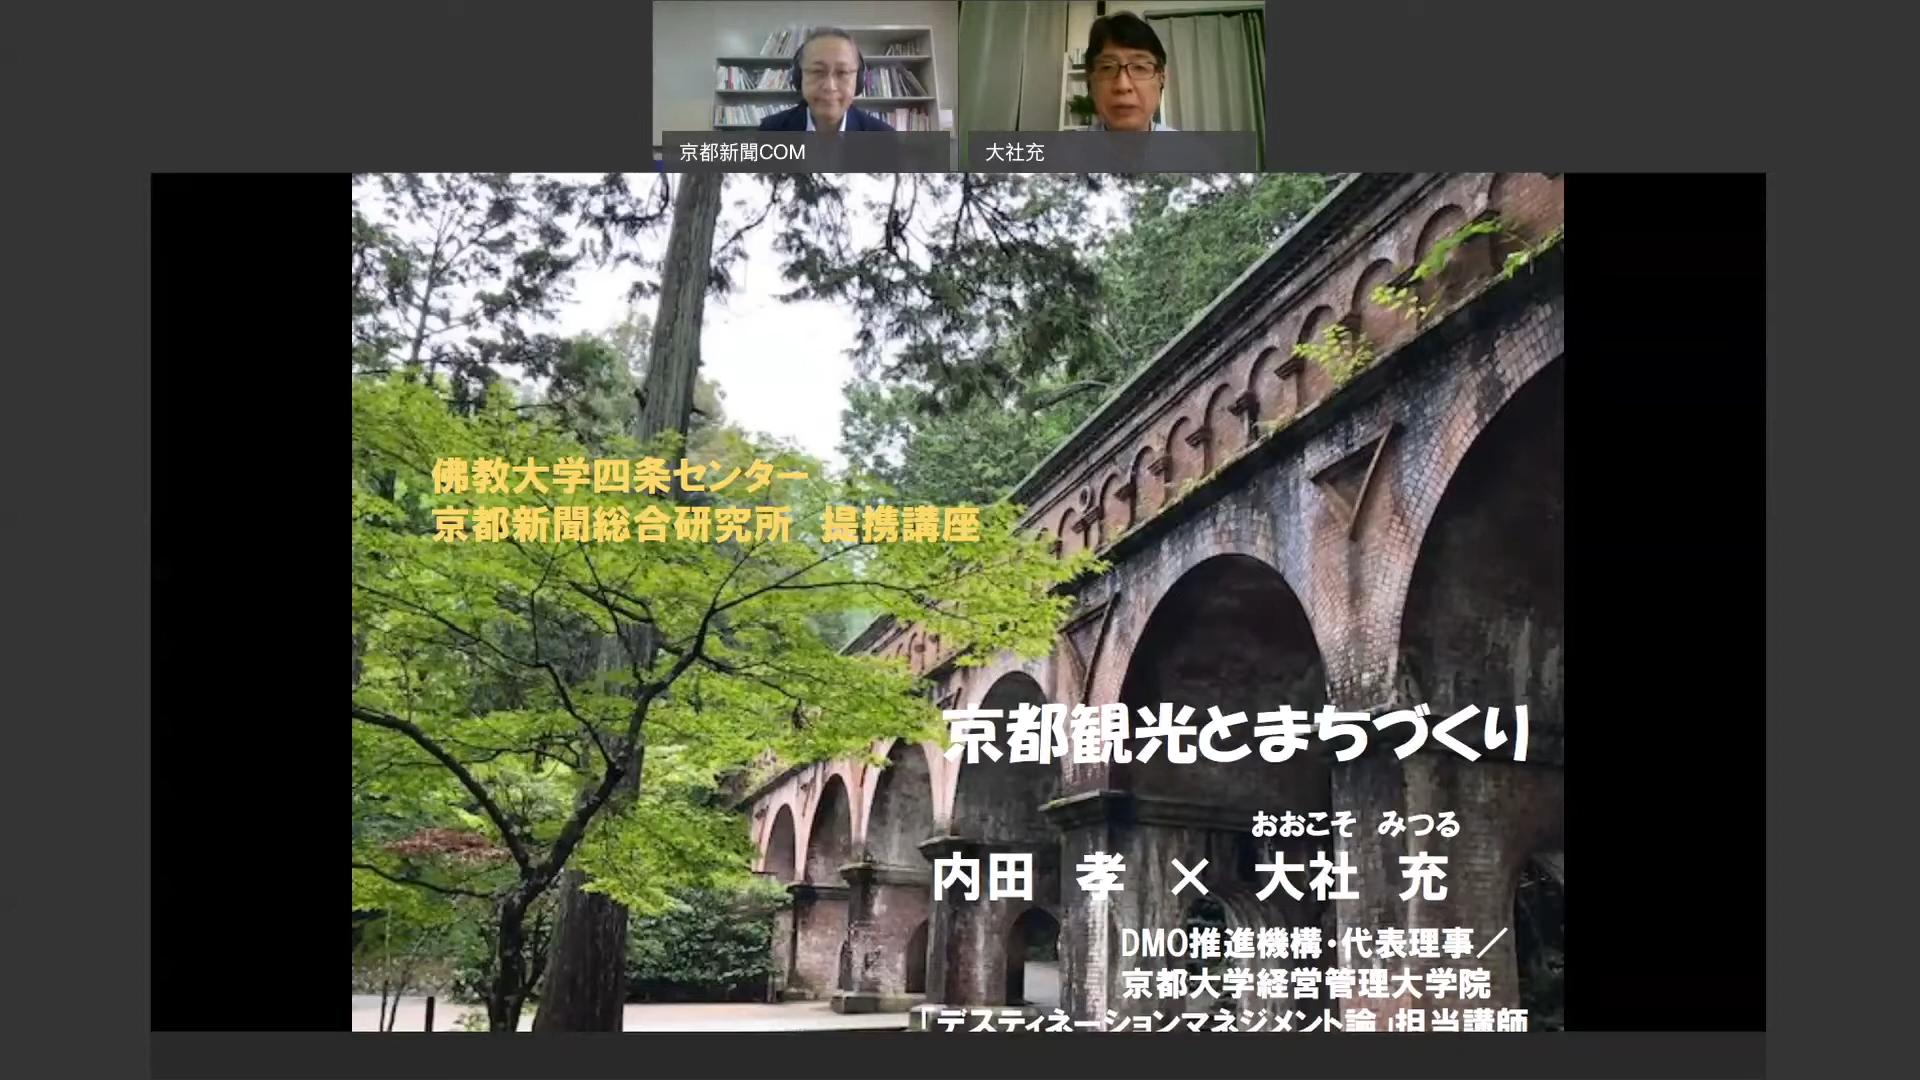 京都新聞COM
大社充
佛教大学四条センター
京都新聞総合研究所　提携講座
京都観光とまちづくり
おおこそ　みつる
内田　孝　×　大社　充
DMO推進機構・代表理事／
京都大学経営管理大学院
「デスティネーションマネジメント論」担当講師